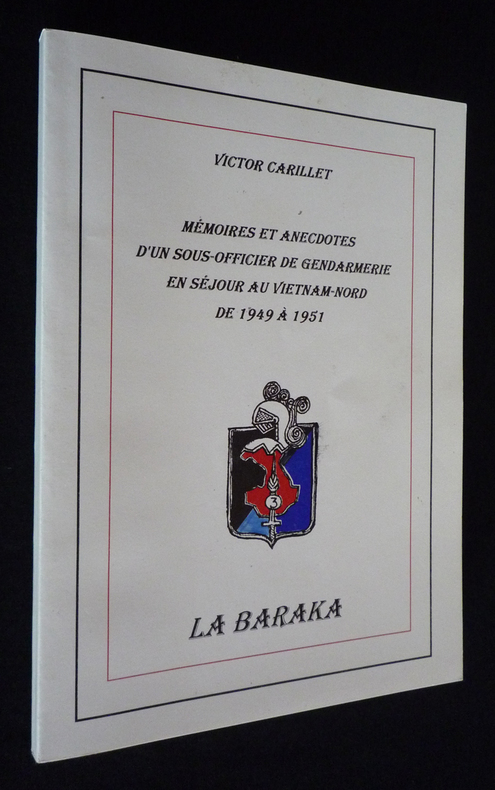 VICTOR CARILLET
MÉMOIRES ET ANECDOTES
D'UN SOUS-OFFICIER DE GENDARMERIE
EN SÉJOUR AU VIETNAM-NORD
DE 1949 À 1951
3
LA BARAKA